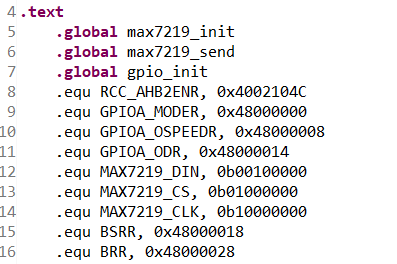 4 .text
5 .global max7219_init
6 .global max7219_send
7 .global gpio_init
8 .equ RCC_AHB2ENR, 0x4002104C
9 .equ GPIOA_MODER, 0x48000000
10 .equ GPIOA_OSPEEDR, 0x48000008
11 .equ GPIOA_ODR, 0x48000014
12 .equ MAX7219_DIN, 0b00100000
13 .equ MAX7219_CS, 0b01000000
14 .equ MAX7219_CLK, 0b10000000
15 .equ BSRR, 0x48000018
16 .equ BRR, 0x48000028